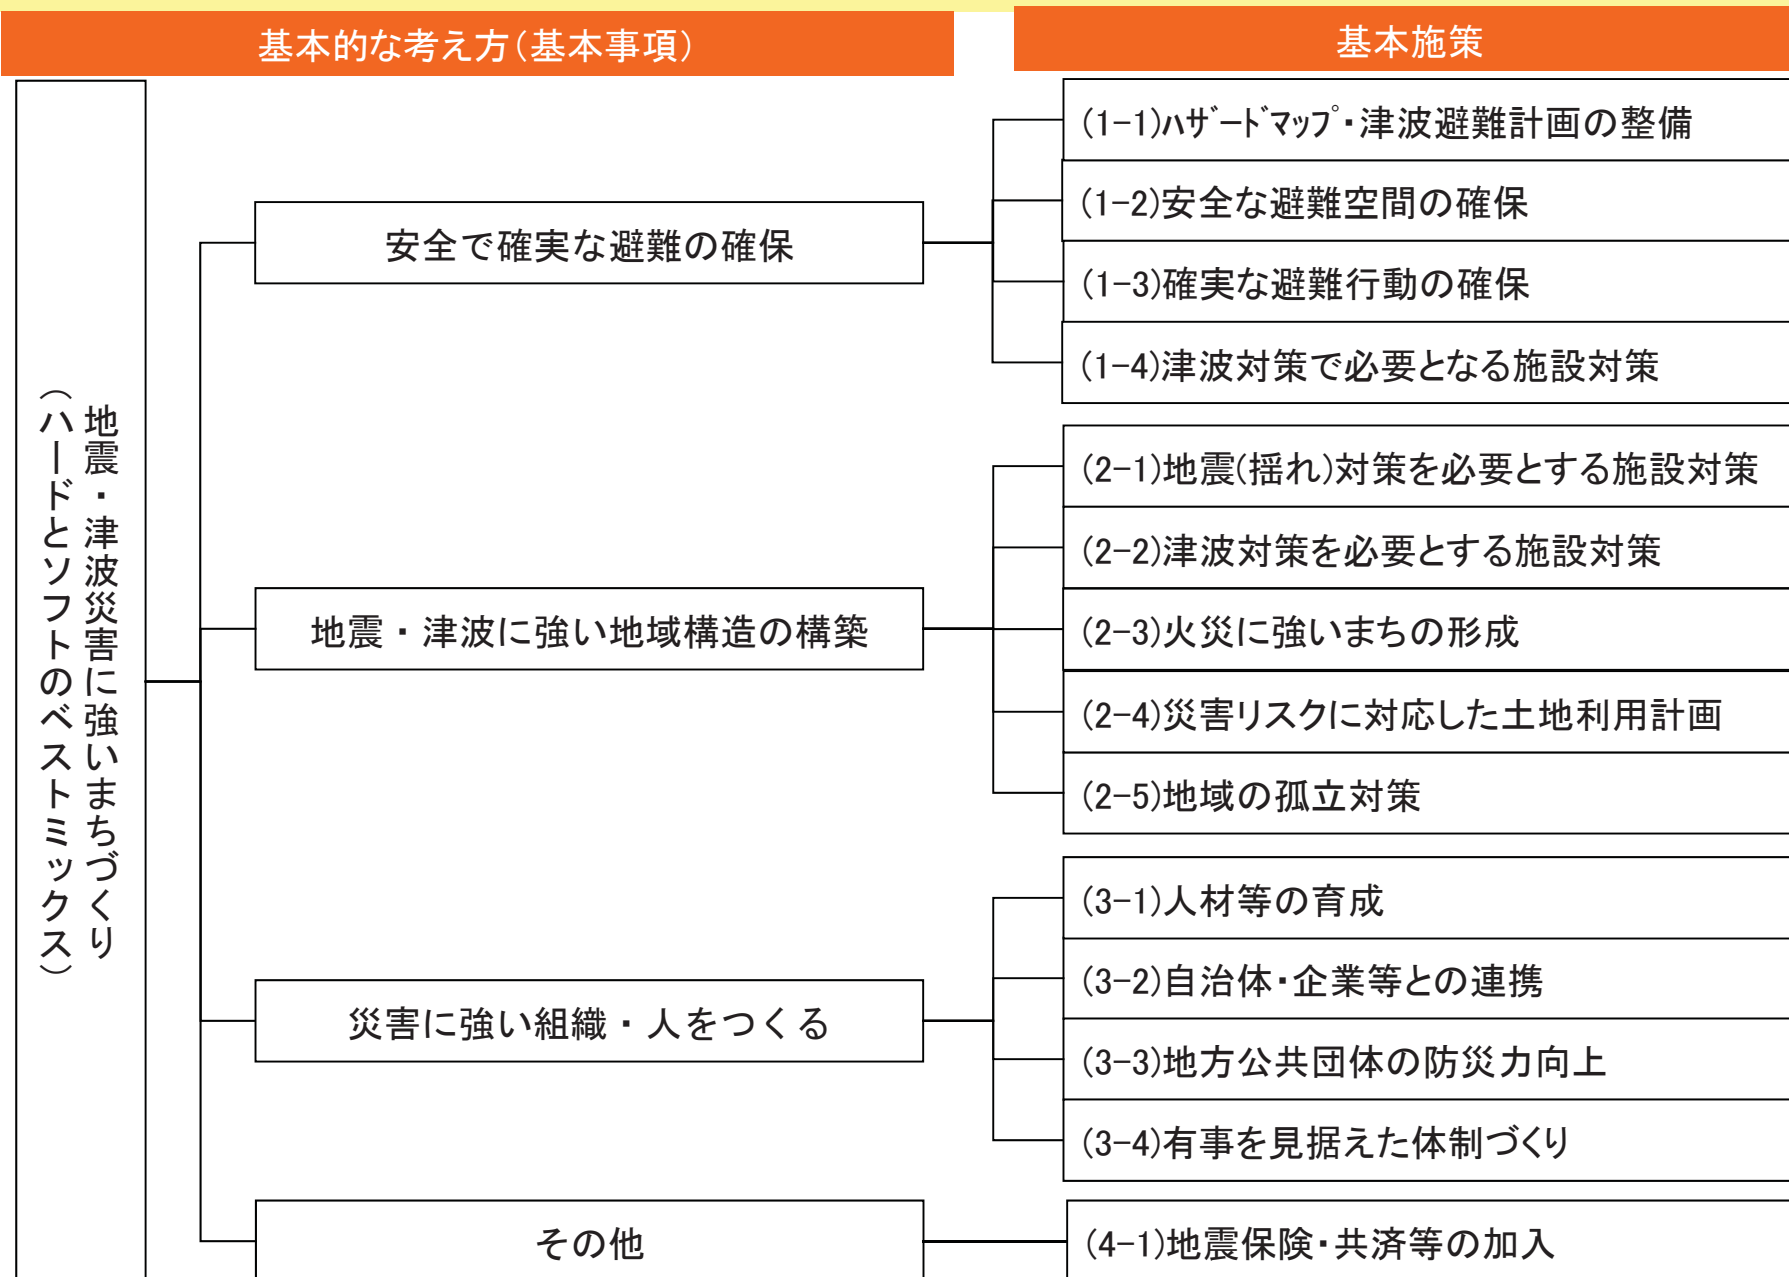 基本的な考え方（基本事項）
基本施策
地震・津波災害に強いまちづくり
（ハードとソフトのベストミックス）
安全で確実な避難の確保
(1-1)ﾊｻﾞｰﾄﾞﾏｯﾌﾟ・津波避難計画の整備
(1-2)安全な避難空間の確保
(1-3)確実な避難行動の確保
(1-4)津波対策で必要となる施設対策
地震・津波に強い地域構造の構築
(2-1)地震(揺れ)対策を必要とする施設対策
(2-2)津波対策を必要とする施設対策
(2-3)火災に強いまちの形成
(2-4)災害リスクに対応した土地利用計画
(2-5)地域の孤立対策
災害に強い組織・人をつくる
(3-1)人材等の育成
(3-2)自治体・企業等との連携
(3-3)地方公共団体の防災力向上
(3-4)有事を見据えた体制づくり
その他
(4-1)地震保険・共済等の加入